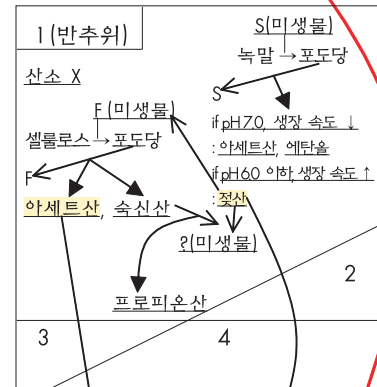 1(반추위)
S(미생물)
녹말→포도당
산소 X
S
F(미생물)
if pH7.0, 생장 속도 ↓
셀룰로스→포도당
: 아세트산, 에탄올
F
if pH6.0 이하, 생장 속도 ↑
: 젖산
아세트산, 숙신산
?(미생물)
2
프로피온산
3
4